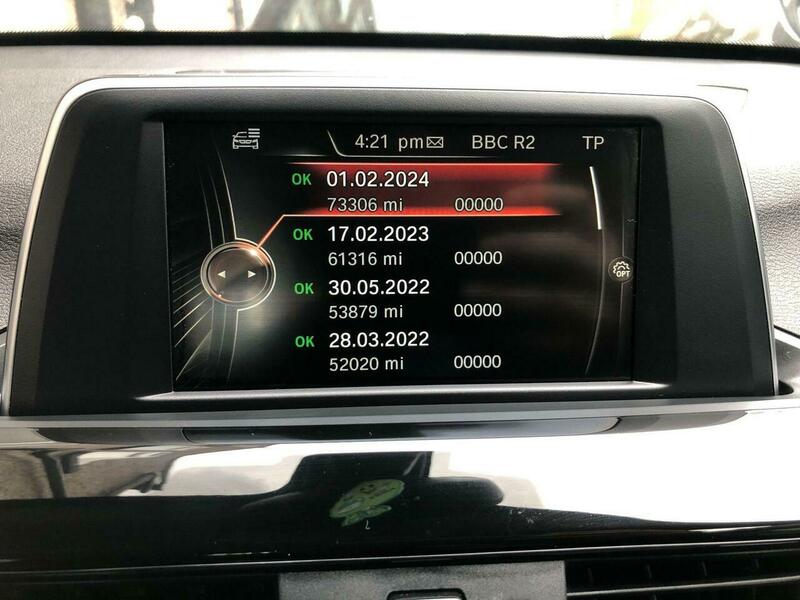 4:21 pm BBC R2 TP
OK 01.02.2024
73306 mi 00000
OK 17.02.2023
61316 mi 00000
OPT
OK 30.05.2022
53879 mi 00000
OK 28.03.2022
52020 mi 00000